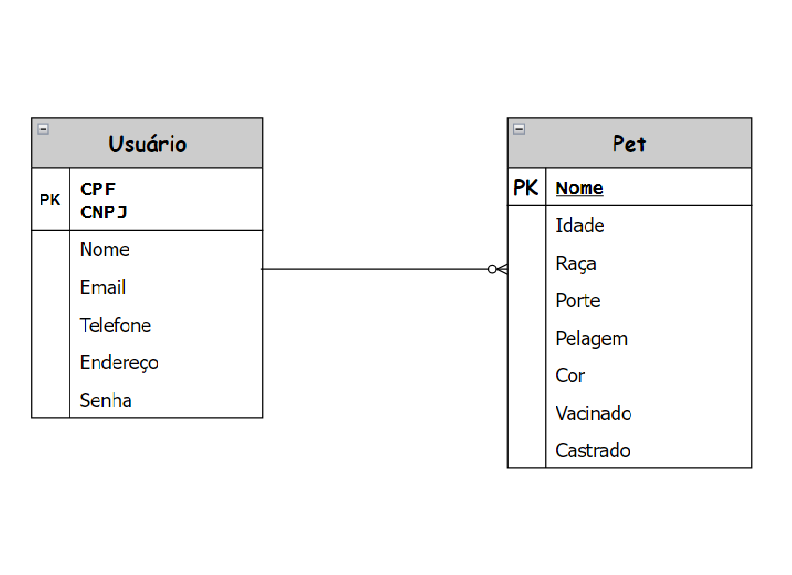 Usuário
PK
CPF
CNPJ
Nome
Email
Telefone
Endereço
Senha
Pet
PK
Nome
Idade
Raça
Porte
Pelagem
Cor
Vacinado
Castrado